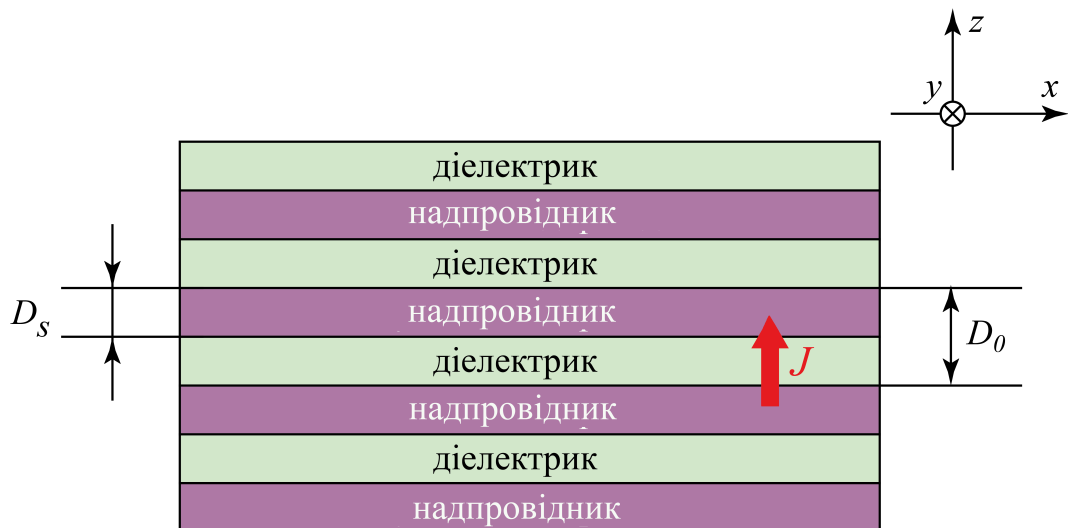 z
y
x
діелектрик
надпровідник
діелектрик
надпровідник
D_s
D_0
діелектрик
J
надпровідник
діелектрик
надпровідник